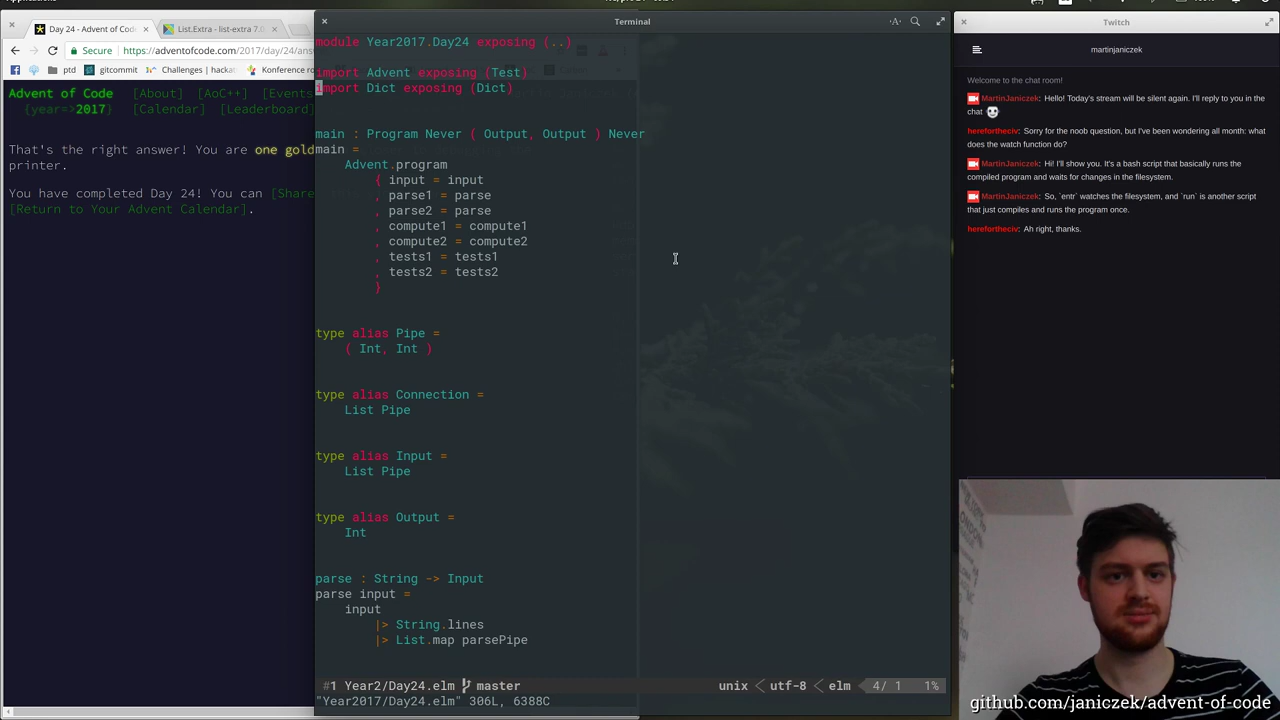 Terminal
Twitch
Day 24 - Advent of Code
List.Extra - list-extra 7.0.
Secure
https://adventofcode.com/2017/day/24/ans
ptd
gitcommit
Challenges | hackat
Konference ro
Advent of Code [About] [AoC++] [Events
{year=>2017} [Calendar] [Leaderboard]
That's the right answer! You are one gold
printer.
You have completed Day 24! You can [Share
[Return to Your Advent Calendar].
module Year2017.Day24 exposing (..)
import Advent exposing (Test)
import Dict exposing (Dict)
main : Program Never ( Output, Output ) Never
main =
    Advent.program
        { input = input
        , parse1 = parse
        , parse2 = parse
        , compute1 = compute1
        , compute2 = compute2
        , tests1 = tests1
        , tests2 = tests2
        }
type alias Pipe =
    ( Int, Int )
type alias Connection =
    List Pipe
type alias Input =
    List Pipe
type alias Output =
    Int
parse : String -> Input
parse input =
    input
        |> String.lines
        |> List.map parsePipe
#1 Year2/Day24.elm master unix < utf-8 < elm 4/ 1 1%
"Year2017/Day24.elm" 306L, 6388C
martinjaniczek
Welcome to the chat room!
MartinJaniczek: Hello! Today's stream will be silent again. I'll reply to you in the
chat
herefortheciv: Sorry for the noob question, but I've been wondering all month: what
does the watch function do?
MartinJaniczek: Hi! I'll show you. It's a bash script that basically runs the
compiled program and waits for changes in the filesystem.
MartinJaniczek: So, `entr` watches the filesystem, and `run` is another script
that just compiles and runs the program once.
herefortheciv: Ah right, thanks.
github.com/janiczek/advent-of-code